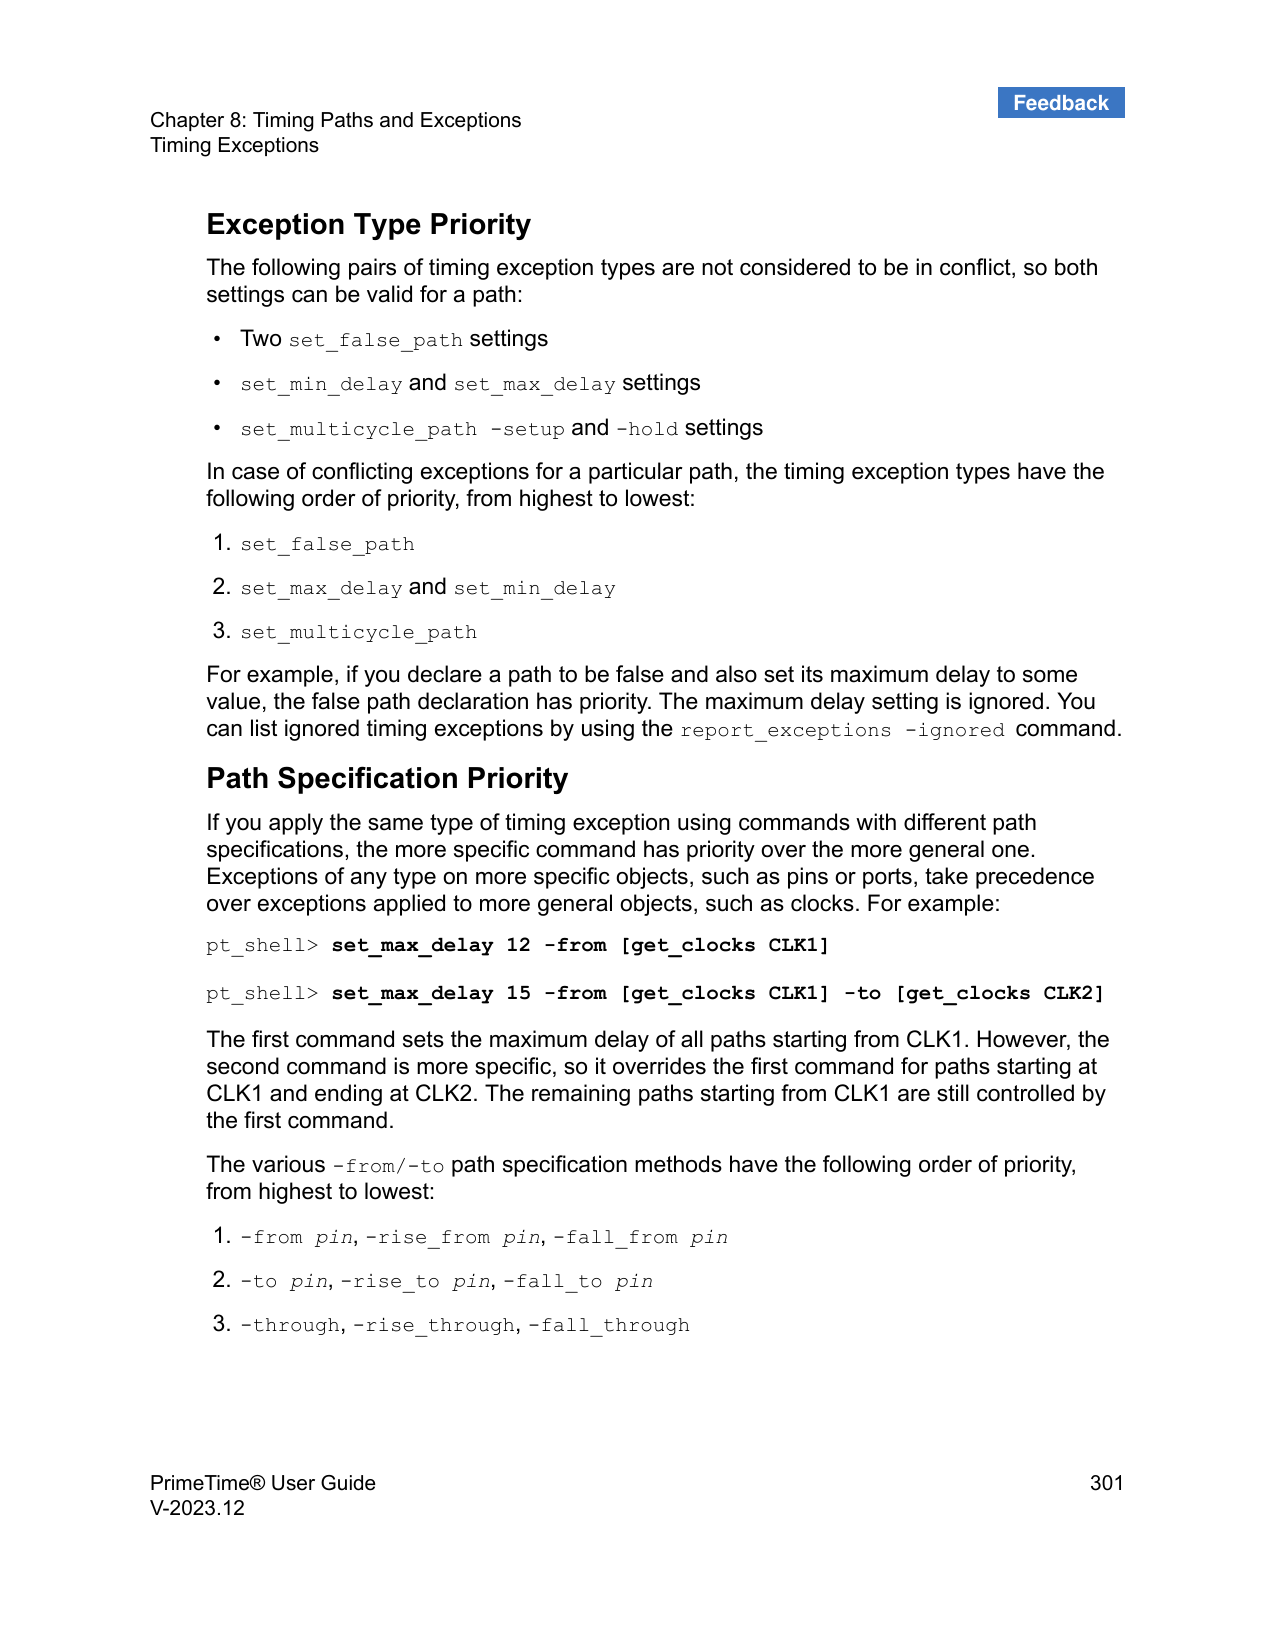 Feedback
Chapter 8: Timing Paths and Exceptions
Timing Exceptions
Exception Type Priority
The following pairs of timing exception types are not considered to be in conflict, so both
settings can be valid for a path:
• Two set_false_path settings
• set_min_delay and set_max_delay settings
• set_multicycle_path -setup and -hold settings
In case of conflicting exceptions for a particular path, the timing exception types have the
following order of priority, from highest to lowest:
1. set_false_path
2. set_max_delay and set_min_delay
3. set_multicycle_path
For example, if you declare a path to be false and also set its maximum delay to some
value, the false path declaration has priority. The maximum delay setting is ignored. You
can list ignored timing exceptions by using the report_exceptions -ignored command.
Path Specification Priority
If you apply the same type of timing exception using commands with different path
specifications, the more specific command has priority over the more general one.
Exceptions of any type on more specific objects, such as pins or ports, take precedence
over exceptions applied to more general objects, such as clocks. For example:
pt_shell> set_max_delay 12 -from [get_clocks CLK1]
pt_shell> set_max_delay 15 -from [get_clocks CLK1] -to [get_clocks CLK2]
The first command sets the maximum delay of all paths starting from CLK1. However, the
second command is more specific, so it overrides the first command for paths starting at
CLK1 and ending at CLK2. The remaining paths starting from CLK1 are still controlled by
the first command.
The various -from/-to path specification methods have the following order of priority,
from highest to lowest:
1. -from pin, -rise_from pin, -fall_from pin
2. -to pin, -rise_to pin, -fall_to pin
3. -through, -rise_through, -fall_through
PrimeTime® User Guide 301
V-2023.12